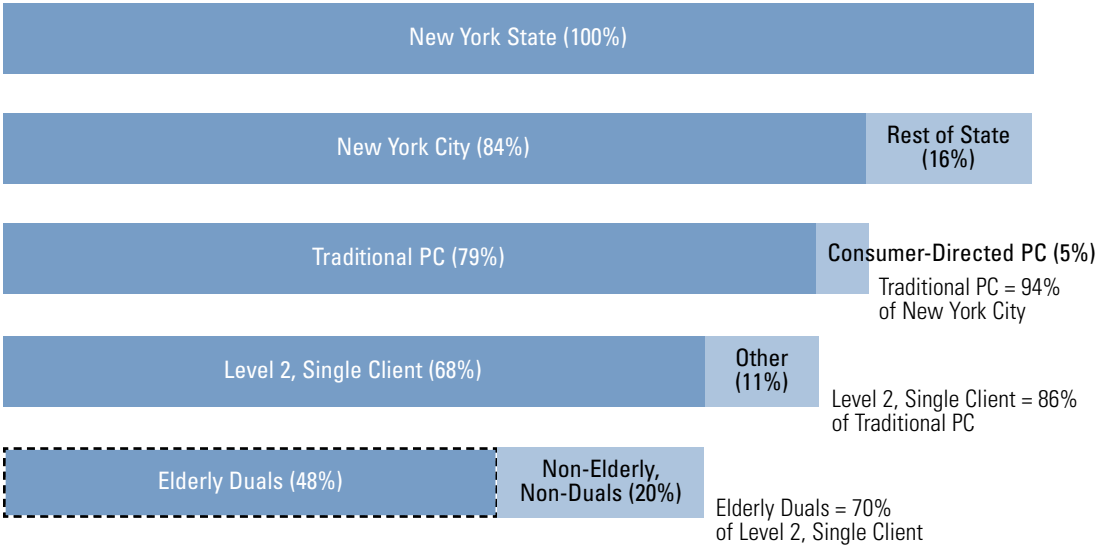 New York State (100%)
New York City (84%)
Rest of State
(16%)
Traditional PC (79%)
Consumer-Directed PC (5%)
Traditional PC = 94%
of New York City
Level 2, Single Client (68%)
Other
(11%)
Level 2, Single Client = 86%
of Traditional PC
Elderly Duals (48%)
Non-Elderly,
Non-Duals (20%)
Elderly Duals = 70%
of Level 2, Single Client